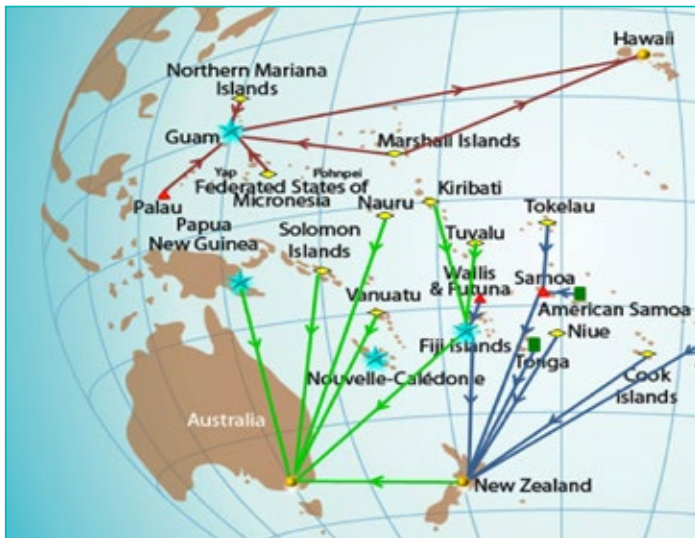 Hawaii
Northern Mariana
Islands
Guam
Marshall Islands
Yap
Pohnpei
Federated States of
Micronesia
Palau
Nauru
Kiribati
Tokelau
Papua
New Guinea
Solomon
Islands
Tuvalu
Wallis
& Futuna
Samoa
Vanuatu
American Samoa
Niue
Fiji islands
Tonga
Nouvelle-Calédonie
Cook
islands
Australia
New Zealand